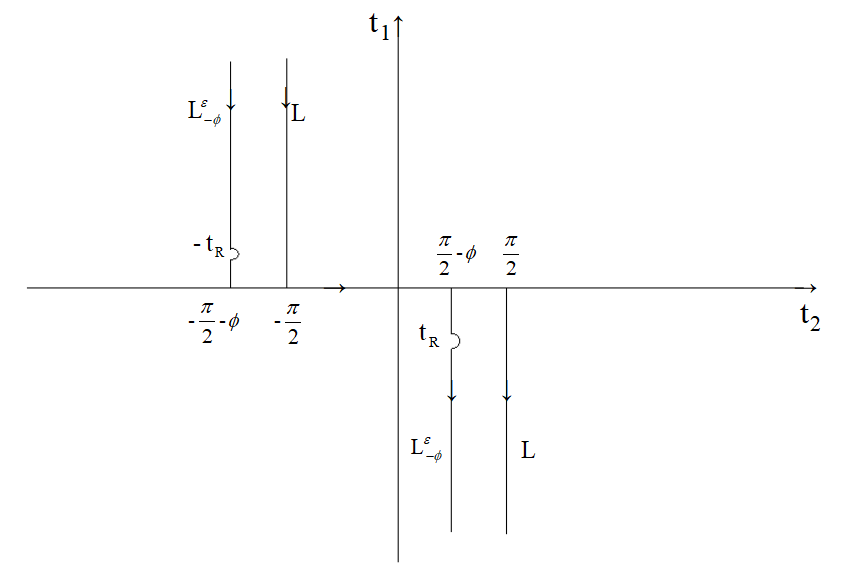 t₁
L^ε_{-ϕ}
L
- t_R
π/2 -ϕ
π/2
- π/2 -ϕ
- π/2
t₂
t_R
L^ε_{-ϕ}
L